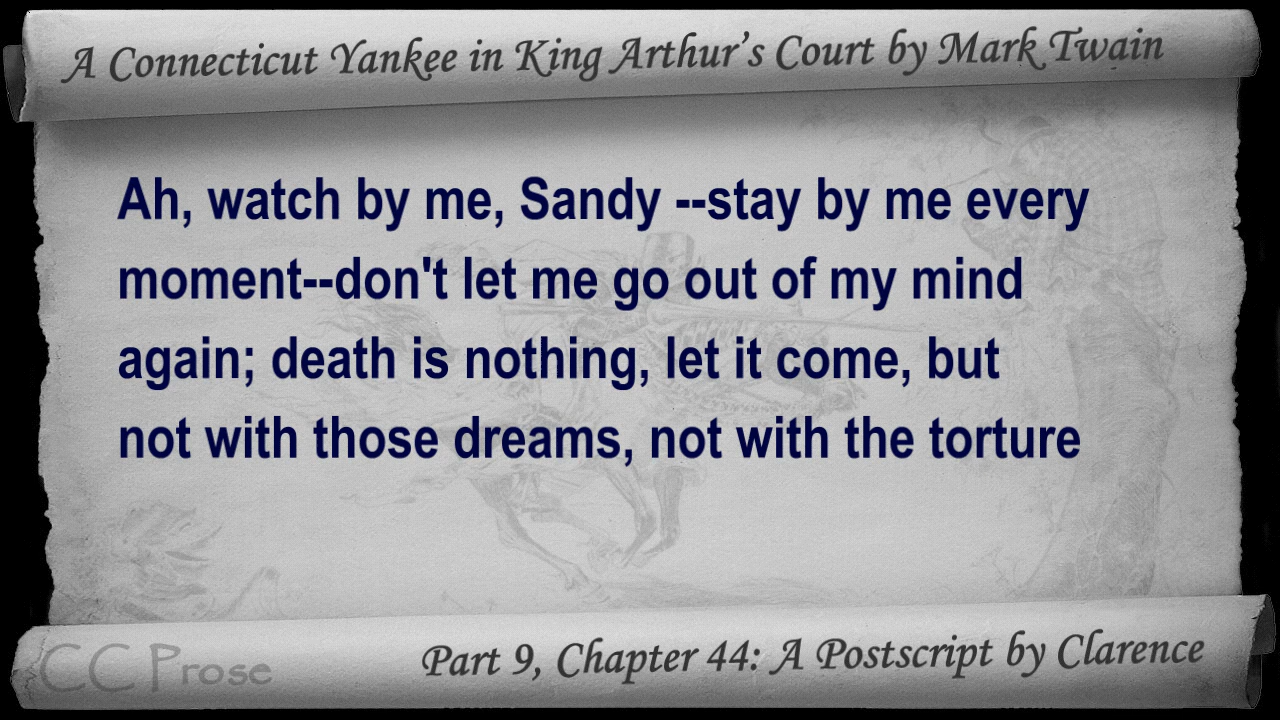 A Connecticut Yankee in King Arthur's Court by Mark Twain
Ah, watch by me, Sandy --stay by me every
moment--don't let me go out of my mind
again; death is nothing, let it come, but
not with those dreams, not with the torture
CC Prose
Part 9, Chapter 44: A Postscript by Clarence